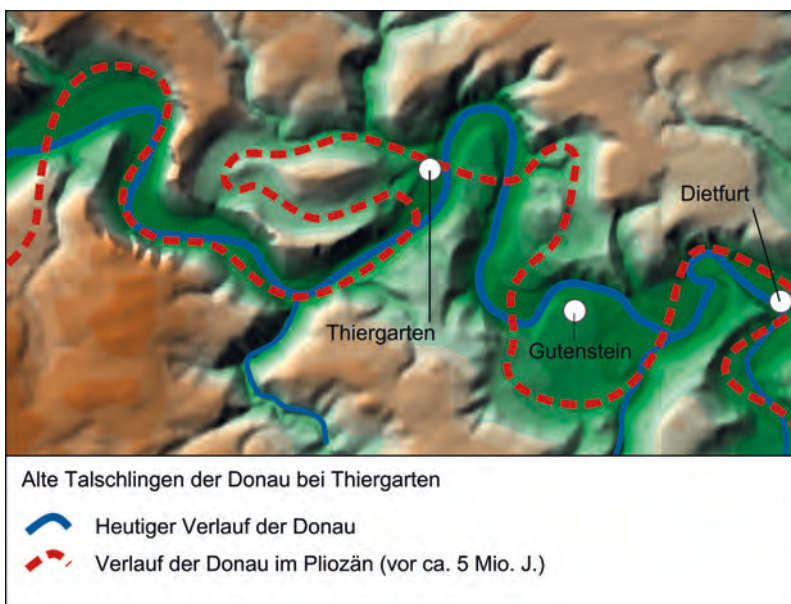 Dietfurt
Thiergarten
Gutenstein
Alte Talschlingen der Donau bei Thiergarten
Heutiger Verlauf der Donau
Verlauf der Donau im Pliozän (vor ca. 5 Mio. J.)